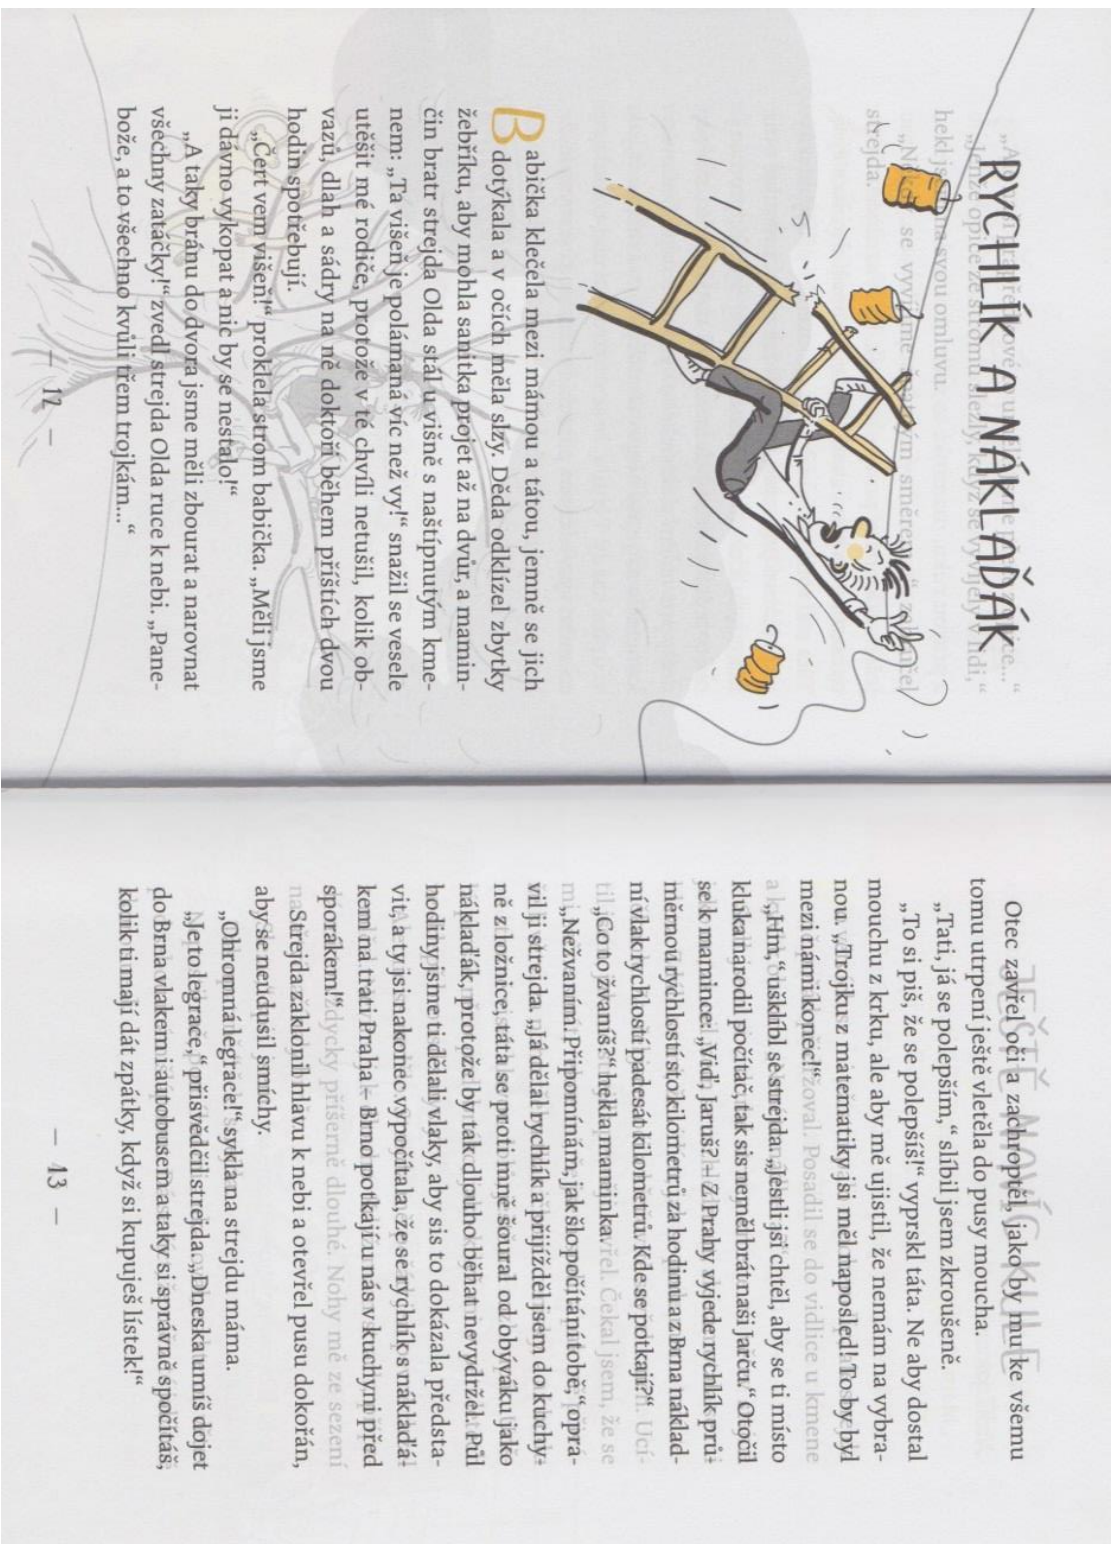 RYCHLÍK A NÁKLAĎÁK
Babička klečela mezi mámou a tátou, jemně se jich
dotýkala a v očích měla slzy. Děda odklízel zbytky
žebříku, aby mohla sanitka projet až na dvůr, a mamin-
čin bratr strejda Olda stál u višně s naštípnutým kme-
nem: „Ta višeň je polámaná víc než vy!“ snažil se vesele
utěšit mé rodiče, protože v té chvíli netušil, kolik ob-
vazů, dlah a sádry na ně doktoři během příštích dvou
hodin spotřebují.
„Čert vem višeň!“ proklela strom babička. „Měli jsme
ji dávno vykopat a nic by se nestalo!“
„A taky bránu do dvora jsme měli zbourat a narovnat
všechny zatáčky!“ zvedl strejda Olda ruce k nebi. „Pane-
bože, a to všechno kvůli třem trojkám...“
– 12 –
Otec zavřel oči a zachroptěl, jako by mu ke všemu
tomu utrpení ještě vletěla do pusy moucha.
„Tati, já se polepším,“ slíbil jsem zkroušeně.
„To si piš, že se polepšíš!“ vyprskl táta. Ne aby dostal
mouchu z krku, ale aby mě ujistil, že nemám na vybra-
nou. „Trojku z matematiky jsi měl naposled! To by byl
mezi námi konec!“
„Hm,“ ušklíbl se strejda. „Jestli jsi chtěl, aby se ti místo
kluka narodil počítač, tak sis neměl brát naši Jarču.“ Otočil
se k mamince: „Viď, Jaruš? – Z Prahy vyjede rychlík prů-
měrnou rychlostí sto kilometrů za hodinu a z Brna náklad-
ní vlak rychlostí padesát kilometrů. Kde se potkají?“
„Co to žvaníš?“ hekla maminka.
„Nežvaním. Připomínám, jak šlo počítání tobě,“ oprá-
vil ji strejda. „Já dělal rychlík a přijížděl jsem do kuchy-
ně z ložnice, táta se proti mně šoural od obýváku jako
náklaďák, protože by tak dlouho běhat nevydržel. Půl
hodiny jsme ti dělali vlaky, aby sis to dokázala předsta-
vit, a ty jsi nakonec vypočítala, že se rychlík s náklaďá-
kem na trati Praha – Brno potkají u nás v kuchyni před
sporákem!“
Strejda zaklonil hlavu k nebi a otevřel pusu dokořán,
aby se neudusil smíchy.
„Ohromná legrace!“ sykla na strejdu máma.
„Je to legrace,“ přisvědčil strejda. „Dneska umíš dojet
do Brna vlakem i autobusem a taky si správně spočítáš,
kolik ti mají dát zpátky, když si kupuješ lístek!“
– 13 –